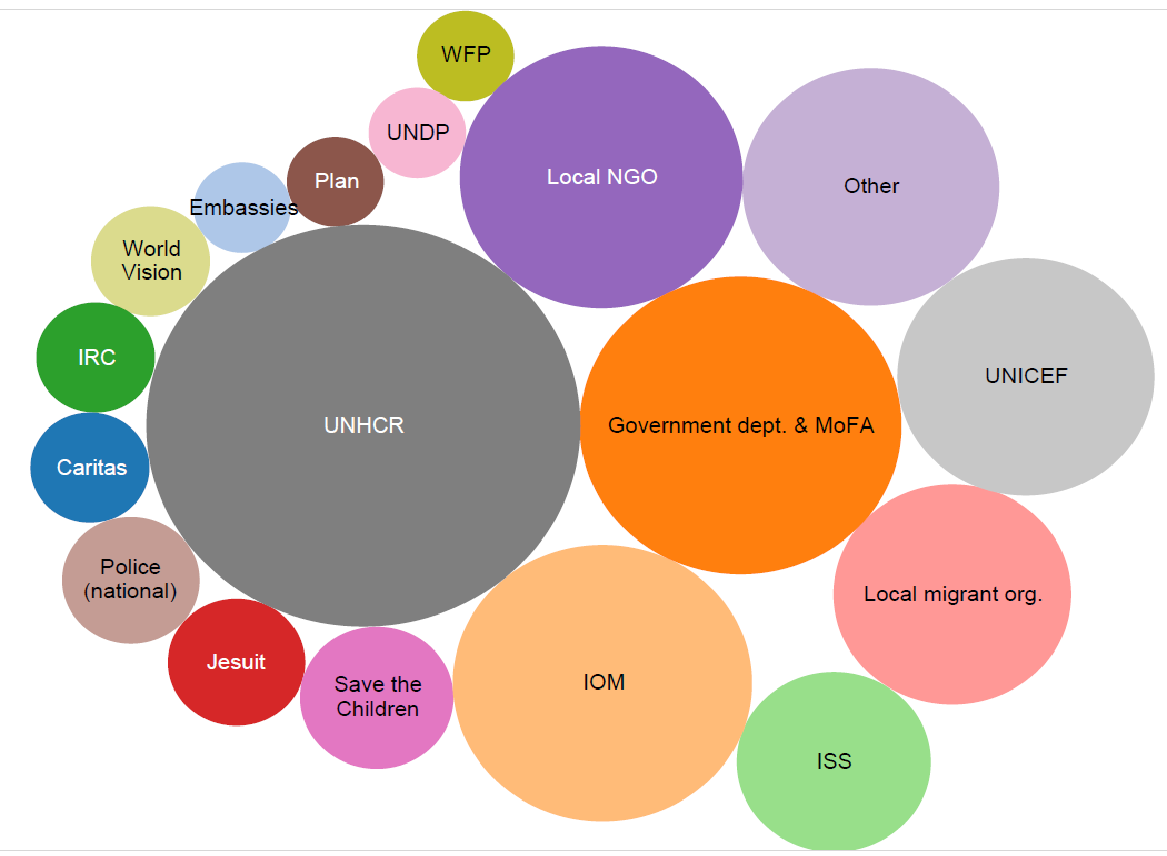 WFP
UNDP
Plan
Embassies
World
Vision
IRC
Caritas
Police
(national)
Jesuit
Save the
Children
UNHCR
Local NGO
Other
UNICEF
Government dept. & MoFA
Local migrant org.
IOM
ISS